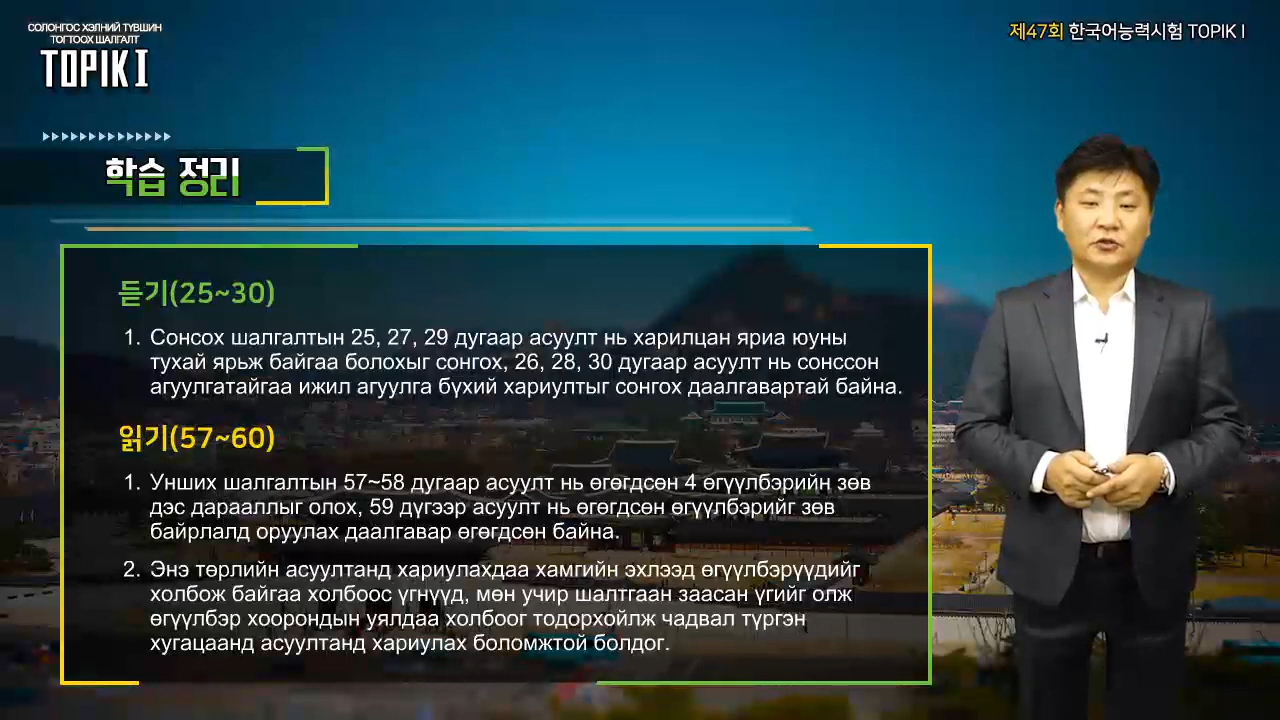 СОЛОНГОС ХЭЛНИЙ ТҮВШИН
ТОГТООХ ШАЛГАЛТ
TOPIK I
제47회 한국어능력시험 TOPIK I
학습 정리
듣기(25~30)
1. Сонсох шалгалтын 25, 27, 29 дугаар асуулт нь харилцан яриа юуны
тухай ярьж байгаа болохыг сонгох, 26, 28, 30 дугаар асуулт нь сонссон
агуулгатайгаа ижил агуулга бүхий хариултыг сонгох даалгавартай байна.
읽기(57~60)
1. Унших шалгалтын 57~58 дугаар асуулт нь өгөгдсөн 4 өгүүлбэрийн зөв
дэс дарааллыг олох, 59 дүгээр асуулт нь өгөгдсөн өгүүлбэрийг зөв
байрлалд оруулах даалгавар өгөгдсөн байна.
2. Энэ төрлийн асуултанд хариулахдаа хамгийн эхлээд өгүүлбэрүүдийг
холбож байгаа холбоос үгнүүд, мөн учир шалтгаан заасан үгийг олж
өгүүлбэр хоорондын уялдаа холбоог тодорхойлж чадвал түргэн
хугацаанд асуултанд хариулах боломжтой болдог.